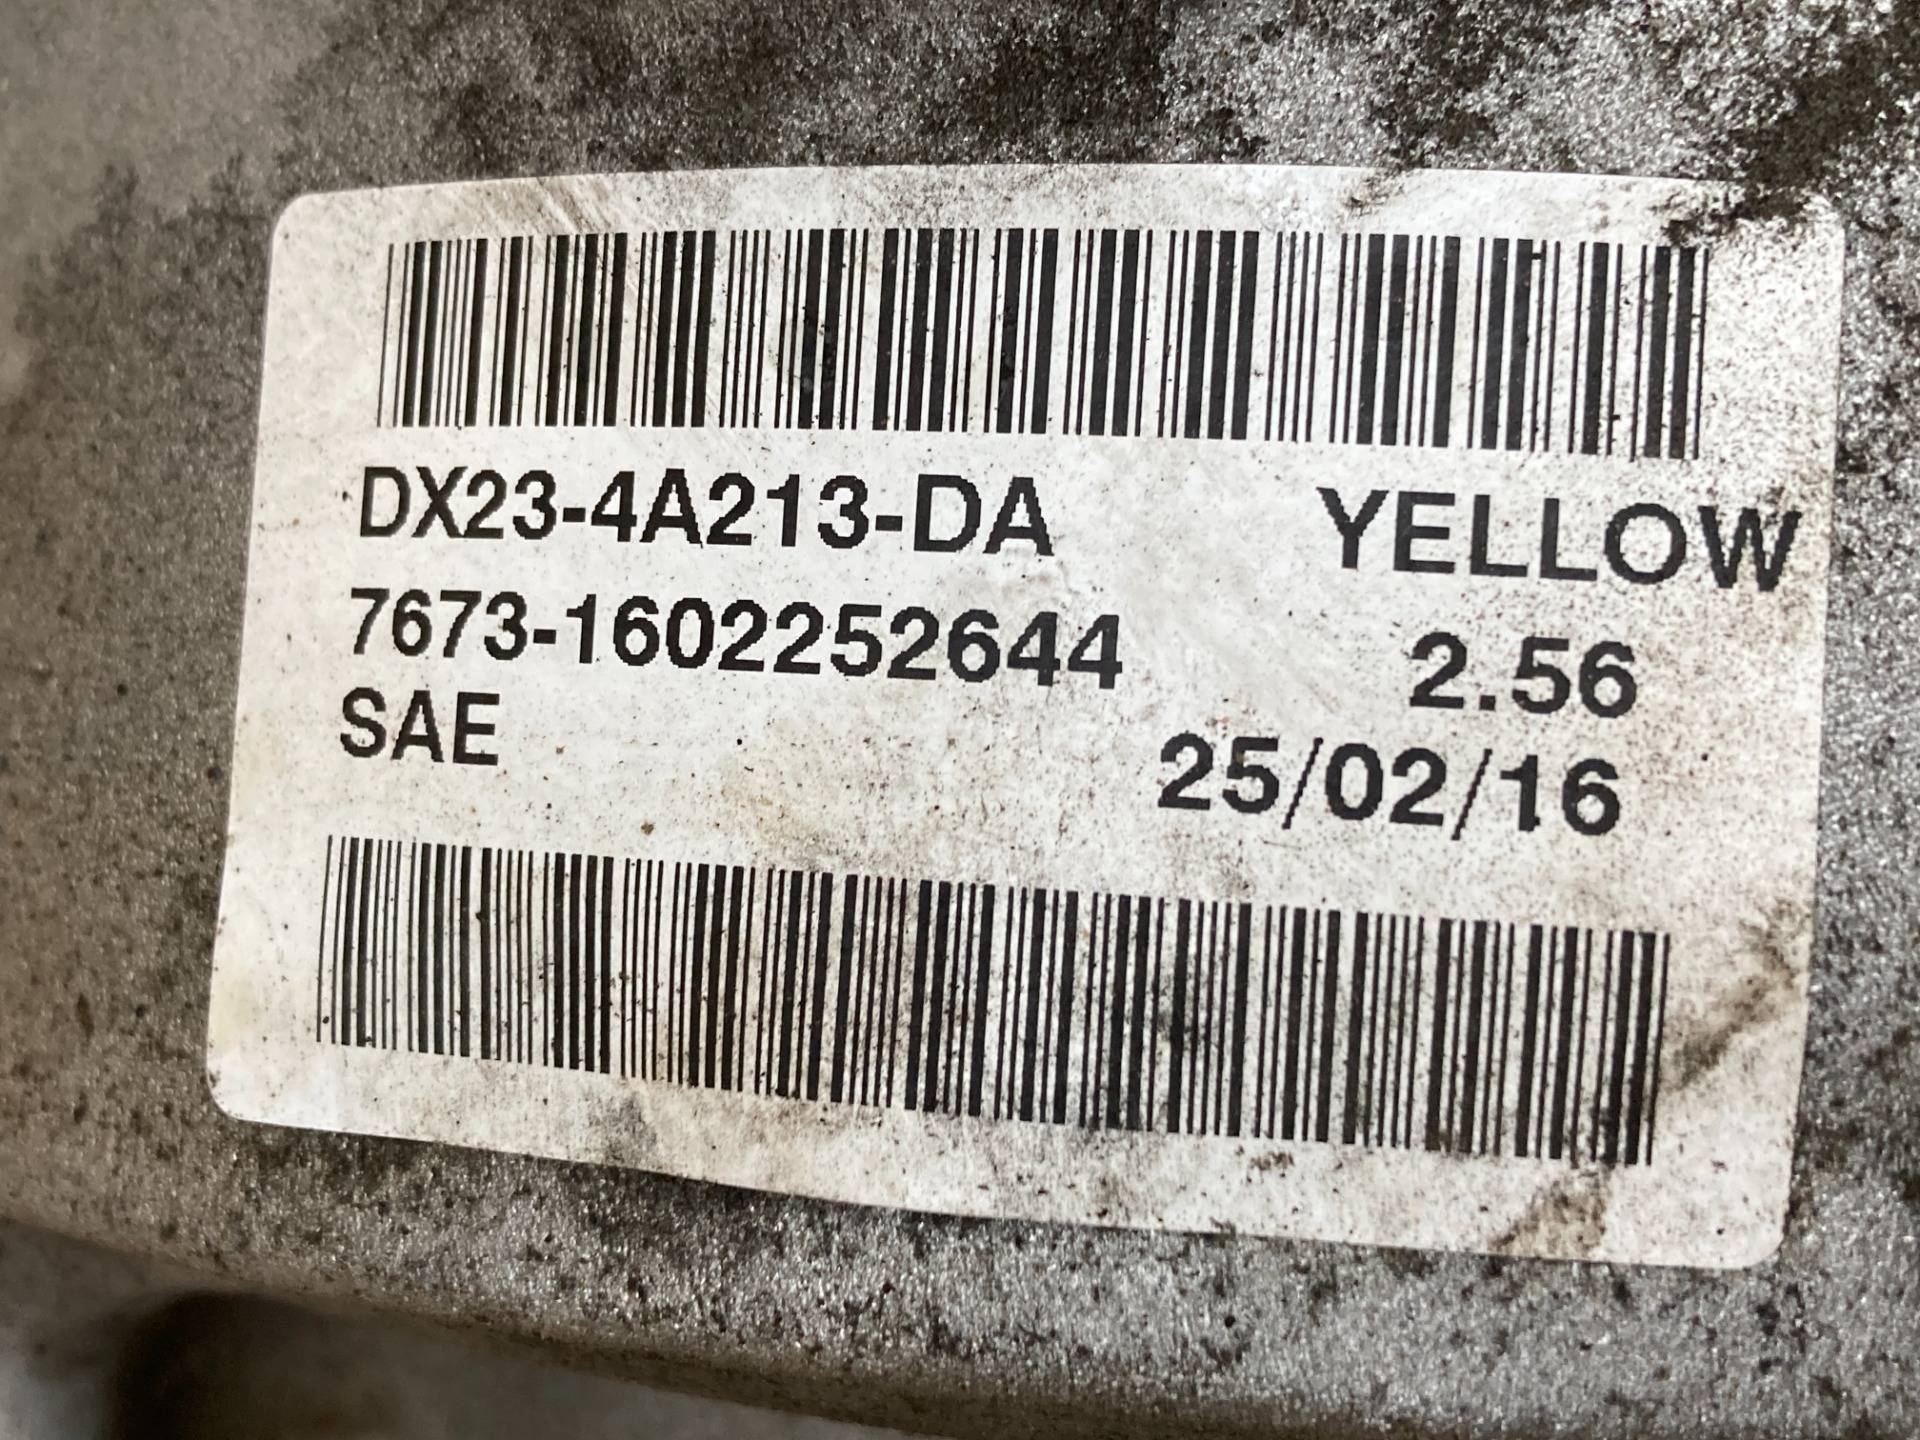 DX23-4A213-DA YELLOW
7673-1602252644 2.56
SAE 25/02/16